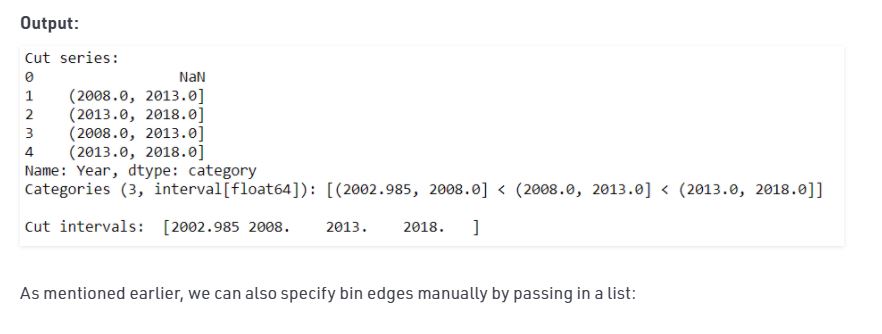 Output:
Cut series:
0                   NaN
1    (2008.0, 2013.0]
2    (2013.0, 2018.0]
3    (2008.0, 2013.0]
4    (2013.0, 2018.0]
Name: Year, dtype: category
Categories (3, interval[float64]): [(2002.985, 2008.0] < (2008.0, 2013.0] < (2013.0, 2018.0]]
Cut intervals:  [2002.985 2008.    2013.    2018.   ]
As mentioned earlier, we can also specify bin edges manually by passing in a list: